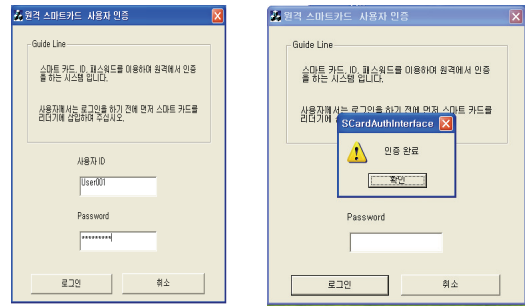 원격 스마트카드 사용자 인증
Guide Line
스마트 카드, ID, 패스워드를 이용하여 원격에서 인증
을 하는 시스템 입니다.
사용자께서는 로그인을 하기 전에 먼저 스마트 카드를
리더기에 삽입하여 주십시오.
사용자 ID
User001
Password
*********
로그인
취소
원격 스마트카드 사용자 인증
Guide Line
스마트 카드, ID, 패스워드를 이용하여 원격에서 인증
을 하는 시스템 입니다.
사용자께서는 로그인을 하기 전에 먼저 스마트 카드를
리더기에
SCardAuthInterface
인증 완료
확인
Password
로그인
취소